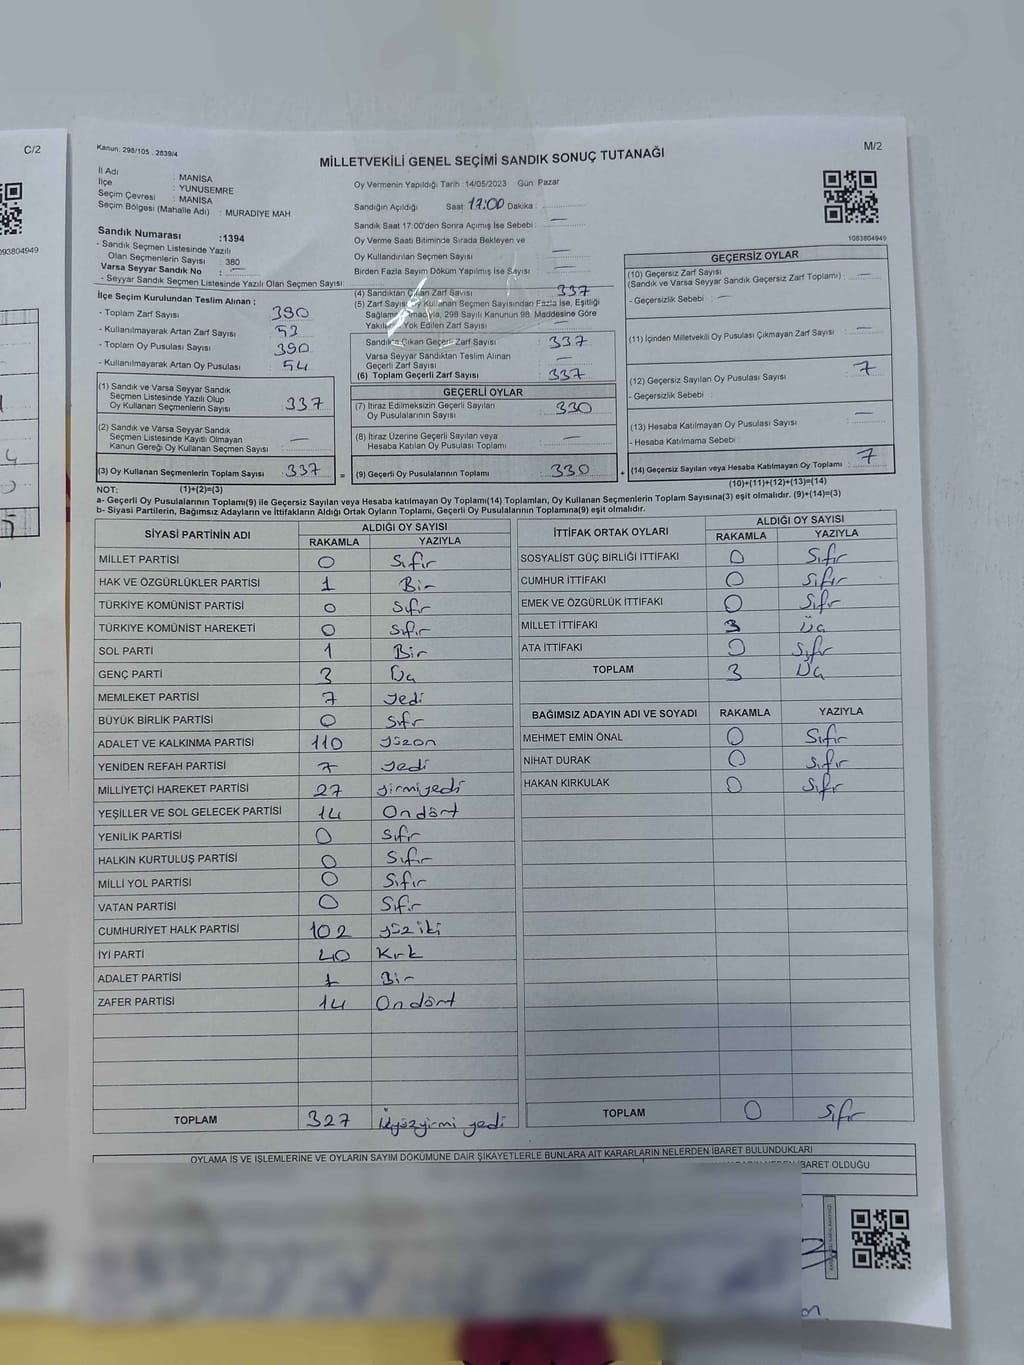 C/2
093804949
Kanun: 298/105 , 2839/4
MİLLETVEKİLİ GENEL SEÇİMİ SANDIK SONUÇ TUTANAĞI
M/2
1083804949
İl Adı : MANİSA
İlçe : YUNUSEMRE
Seçim Çevresi : MANİSA
Seçim Bölgesi (Mahalle Adı) : MURADİYE MAH.
Sandık Numarası :1394
- Sandık Seçmen Listesinde Yazılı
Olan Seçmenlerin Sayısı : 380
Varsa Seyyar Sandık No : —
- Seyyar Sandık Seçmen Listesinde Yazılı Olan Seçmen Sayısı:
Oy Vermenin Yapıldığı Tarih 14/05/2023 Gün: Pazar
Sandığın Açıldığı Saat: 17:00 Dakika :
Sandık Saat 17:00'den Sonra Açılmış İse Sebebi : —
Oy Verme Saati Bitiminde Sırada Bekleyen ve
Oy Kullandırılan Seçmen Sayısı : —
Birden Fazla Sayım Döküm Yapılmış İse Sayısı : —
İlçe Seçim Kurulundan Teslim Alınan ;
- Toplam Zarf Sayısı : 390
- Kullanılmayarak Artan Zarf Sayısı : 53
- Toplam Oy Pusulası Sayısı : 390
- Kullanılmayarak Artan Oy Pusulası : 54
(4) Sandıktan Çıkan Zarf Sayısı : 337
(5) Zarf Sayısı Oy Kullanan Seçmen Sayısından Fazla İse, Eşitliği
Sağlamak Amacıyla, 298 Sayılı Kanunun 98. Maddesine Göre
Yakılarak Yok Edilen Zarf Sayısı : —
Sandıktan Çıkan Geçerli Zarf Sayısı : 337
Varsa Seyyar Sandıktan Teslim Alınan
Geçerli Zarf Sayısı : —
(6) Toplam Geçerli Zarf Sayısı : 337
GEÇERSİZ OYLAR
(10) Geçersiz Zarf Sayısı
(Sandık ve Varsa Seyyar Sandık Geçersiz Zarf Toplamı) : —
- Geçersizlik Sebebi : —
(11) İçinden Milletvekili Oy Pusulası Çıkmayan Zarf Sayısı : —
(12) Geçersiz Sayılan Oy Pusulası Sayısı : 7
- Geçersizlik Sebebi :
(13) Hesaba Katılmayan Oy Pusulası Sayısı : —
- Hesaba Katılmama Sebebi :
(14) Geçersiz Sayılan veya Hesaba Katılmayan Oy Toplamı : 7
(10)+(11)+(12)+(13)=(14)
(1) Sandık ve Varsa Seyyar Sandık
Seçmen Listesinde Yazılı Olup
Oy Kullanan Seçmenlerin Sayısı : 337
(2) Sandık ve Varsa Seyyar Sandık
Seçmen Listesinde Kayıtlı Olmayan
Kanun Gereği Oy Kullanan Seçmen Sayısı : —
(3) Oy Kullanan Seçmenlerin Toplam Sayısı : 337 =
(1)+(2)=(3)
GEÇERLİ OYLAR
(7) İtiraz Edilmeksizin Geçerli Sayılan
Oy Pusulalarının Sayısı : 330
(8) İtiraz Üzerine Geçerli Sayılan veya
Hesaba Katılan Oy Pusulası Toplamı : —
(9) Geçerli Oy Pusulalarının Toplamı : 330 +
NOT:
a- Geçerli Oy Pusulalarının Toplamı(9) ile Geçersiz Sayılan veya Hesaba katılmayan Oy Toplamı(14) Toplamları, Oy Kullanan Seçmenlerin Toplam Sayısına(3) eşit olmalıdır. (9)+(14)=(3)
b- Siyasi Partilerin, Bağımsız Adayların ve İttifakların Aldığı Ortak Oyların Toplamı, Geçerli Oy Pusulalarının Toplamına(9) eşit olmalıdır.
SİYASİ PARTİNİN ADI ALDIĞI OY SAYISI
RAKAMLA YAZIYLA
MİLLET PARTİSİ 0 Sıfır
HAK VE ÖZGÜRLÜKLER PARTİSİ 1 Bir
TÜRKİYE KOMÜNİST PARTİSİ 0 Sıfır
TÜRKİYE KOMÜNİST HAREKETİ 0 Sıfır
SOL PARTİ 1 Bir
GENÇ PARTİ 3 Üç
MEMLEKET PARTİSİ 7 Yedi
BÜYÜK BİRLİK PARTİSİ 0 Sıfır
ADALET VE KALKINMA PARTİSİ 110 yüzon
YENİDEN REFAH PARTİSİ 7 Yedi
MİLLİYETÇİ HAREKET PARTİSİ 27 yirmiyedi
YEŞİLLER VE SOL GELECEK PARTİSİ 14 Ondört
YENİLİK PARTİSİ 0 Sıfır
HALKIN KURTULUŞ PARTİSİ 0 Sıfır
MİLLİ YOL PARTİSİ 0 Sıfır
VATAN PARTİSİ 0 Sıfır
CUMHURİYET HALK PARTİSİ 102 yüziki
İYİ PARTİ 40 Kırk
ADALET PARTİSİ 1 Bir
ZAFER PARTİSİ 14 Ondört
TOPLAM 327 Üçyüzyirmi yedi
İTTİFAK ORTAK OYLARI ALDIĞI OY SAYISI
RAKAMLA YAZIYLA
SOSYALİST GÜÇ BİRLİĞİ İTTİFAKI 0 Sıfır
CUMHUR İTTİFAKI 0 Sıfır
EMEK VE ÖZGÜRLÜK İTTİFAKI 0 Sıfır
MİLLET İTTİFAKI 3 Üç
ATA İTTİFAKI 0 Sıfır
TOPLAM 3 Üç
BAĞIMSIZ ADAYIN ADI VE SOYADI RAKAMLA YAZIYLA
MEHMET EMİN ÖNAL 0 Sıfır
NİHAT DURAK 0 Sıfır
HAKAN KIRKULAK 0 Sıfır
TOPLAM 0 Sıfır
OYLAMA İŞ VE İŞLEMLERİNE VE OYLARIN SAYIM DÖKÜMÜNE DAİR ŞİKAYETLERLE BUNLARA AİT KARARLARIN NELERDEN İBARET BULUNDUKLARI
BARET OLDUĞU